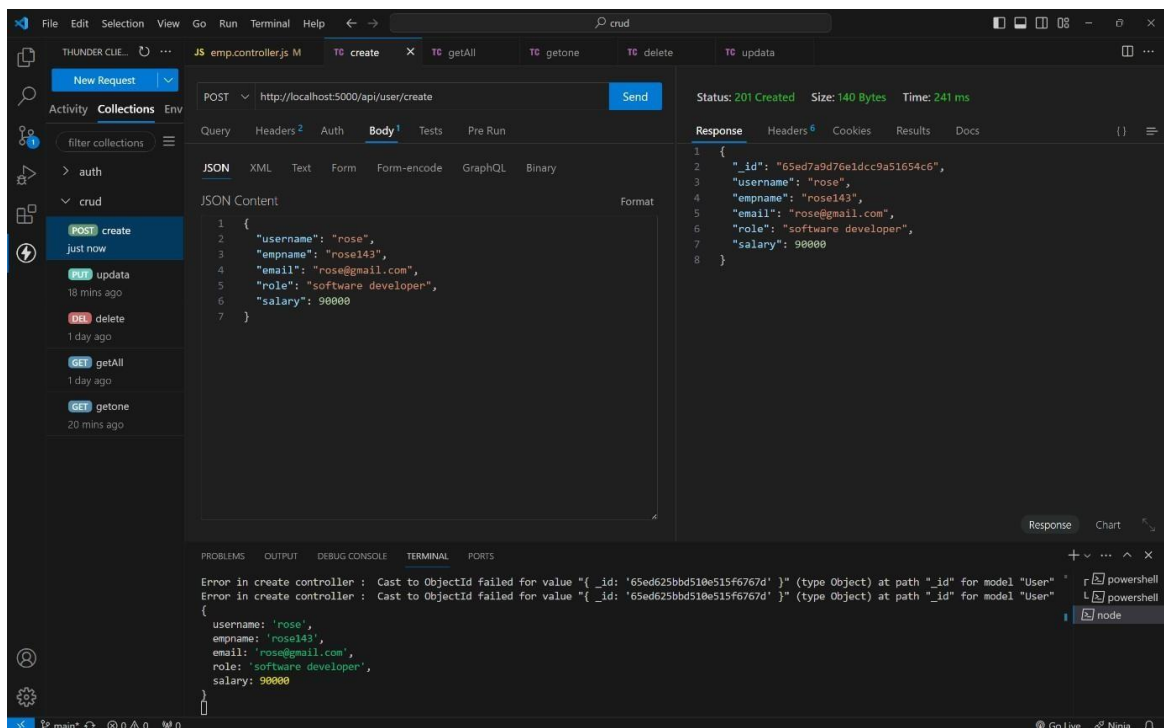 File Edit Selection View Go Run Terminal Help
crud
THUNDER CLIE...
New Request
Activity Collections Env
filter collections
auth
crud
POST create
just now
PUT updata
18 mins ago
DEL delete
1 day ago
GET getAll
1 day ago
GET getone
20 mins ago
JS emp.controller.js M
TC create
TC getAll
TC getone
TC delete
TC updata
POST http://localhost:5000/api/user/create Send
Query Headers 2 Auth Body 1 Tests Pre Run
JSON XML Text Form Form-encode GraphQL Binary
JSON Content Format
1 {
2 "username": "rose",
3 "empname": "rose143",
4 "email": "rose@gmail.com",
5 "role": "software developer",
6 "salary": 90000
7 }
Status: 201 Created Size: 140 Bytes Time: 241 ms
Response Headers 6 Cookies Results Docs {}
1 {
2 "_id": "65ed7a9d76e1dcc9a51654c6",
3 "username": "rose",
4 "empname": "rose143",
5 "email": "rose@gmail.com",
6 "role": "software developer",
7 "salary": 90000
8 }
Response Chart
PROBLEMS OUTPUT DEBUG CONSOLE TERMINAL PORTS
Error in create controller : Cast to ObjectId failed for value "{ _id: '65ed625bbd510e515f6767d' }" (type Object) at path "_id" for model "User"
Error in create controller : Cast to ObjectId failed for value "{ _id: '65ed625bbd510e515f6767d' }" (type Object) at path "_id" for model "User"
{
username: 'rose',
empname: 'rose143',
email: 'rose@gmail.com',
role: 'software developer',
salary: 90000
}
powershell
powershell
node
main* 0 0 0 Go Live Ninja